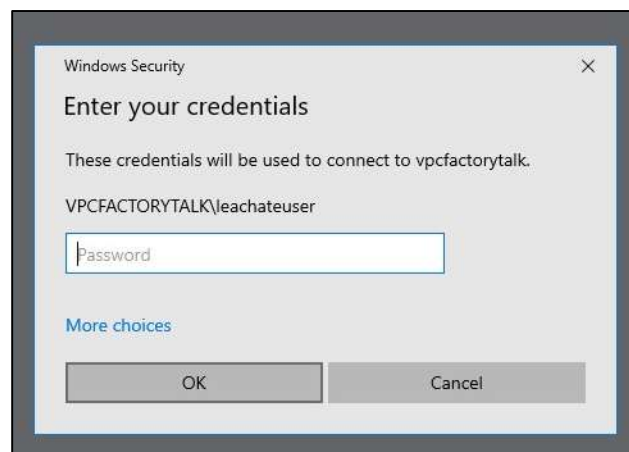 Windows Security
Enter your credentials
These credentials will be used to connect to vpcfactorytalk.
VPCFACTORYTALK\leachateuser
Password
More choices
OK
Cancel